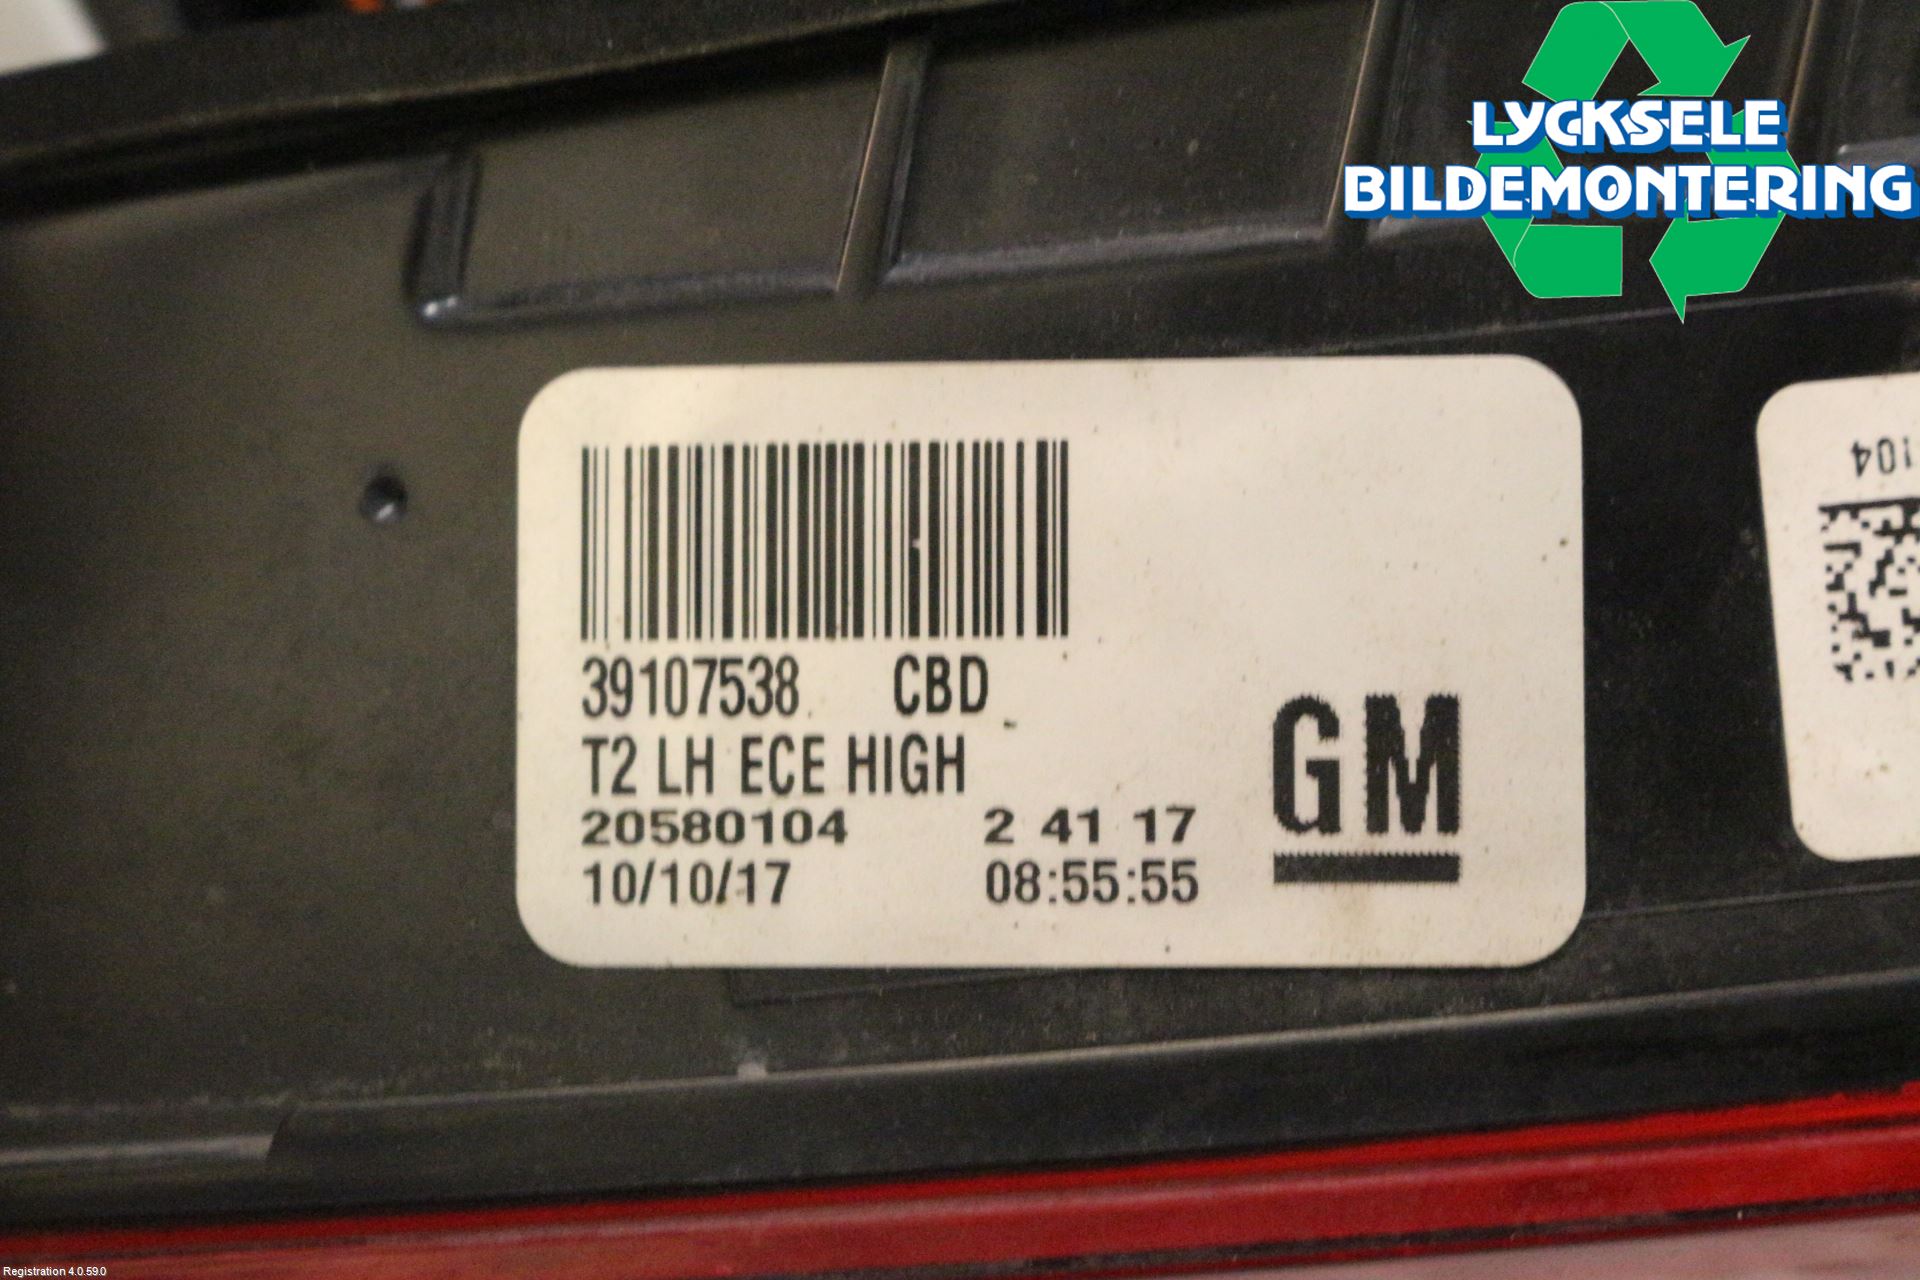 LYCKSELE
BILDEMONTERING
104
39107538 CBD
T2 LH ECE HIGH
20580104 2 41 17
10/10/17 08:55:55
GM
Registration 4.0.59.0